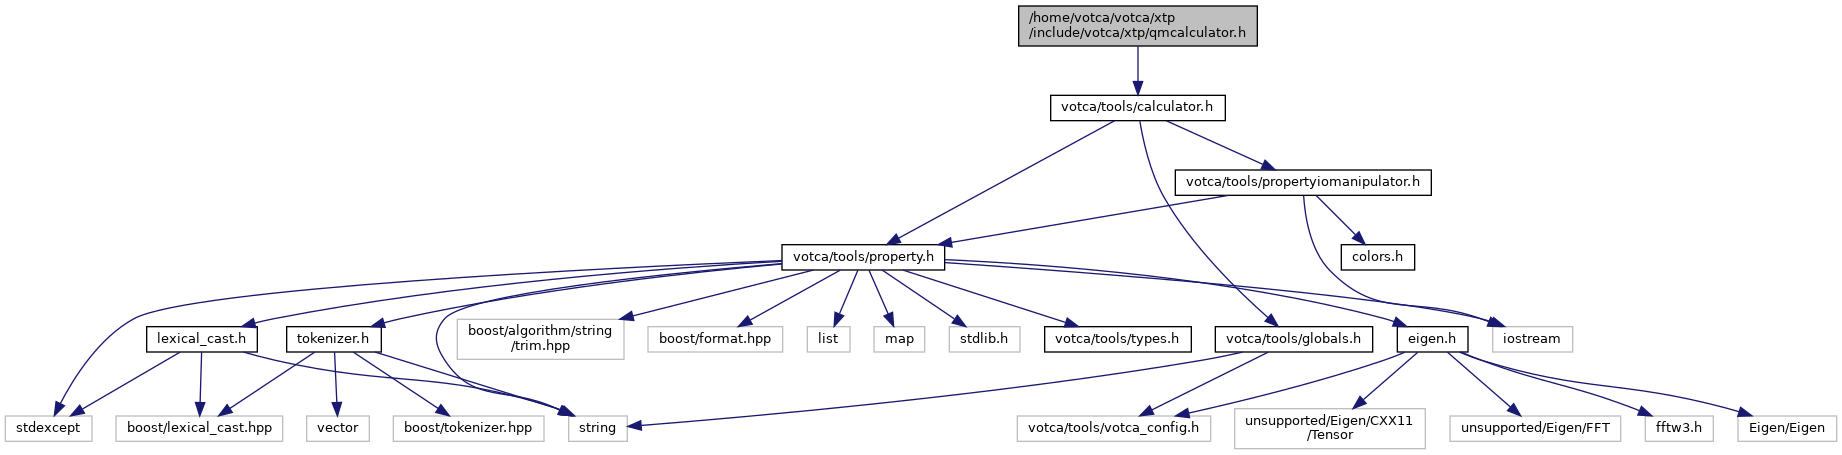 /home/votca/votca/xtp
/include/votca/xtp/qmcalculator.h
votca/tools/calculator.h
votca/tools/propertyiomanipulator.h
votca/tools/property.h
colors.h
lexical_cast.h
tokenizer.h
boost/algorithm/string
/trim.hpp
boost/format.hpp
list
map
stdlib.h
votca/tools/types.h
votca/tools/globals.h
eigen.h
iostream
stdexcept
boost/lexical_cast.hpp
vector
boost/tokenizer.hpp
string
votca/tools/votca_config.h
unsupported/Eigen/CXX11
/Tensor
unsupported/Eigen/FFT
fftw3.h
Eigen/Eigen